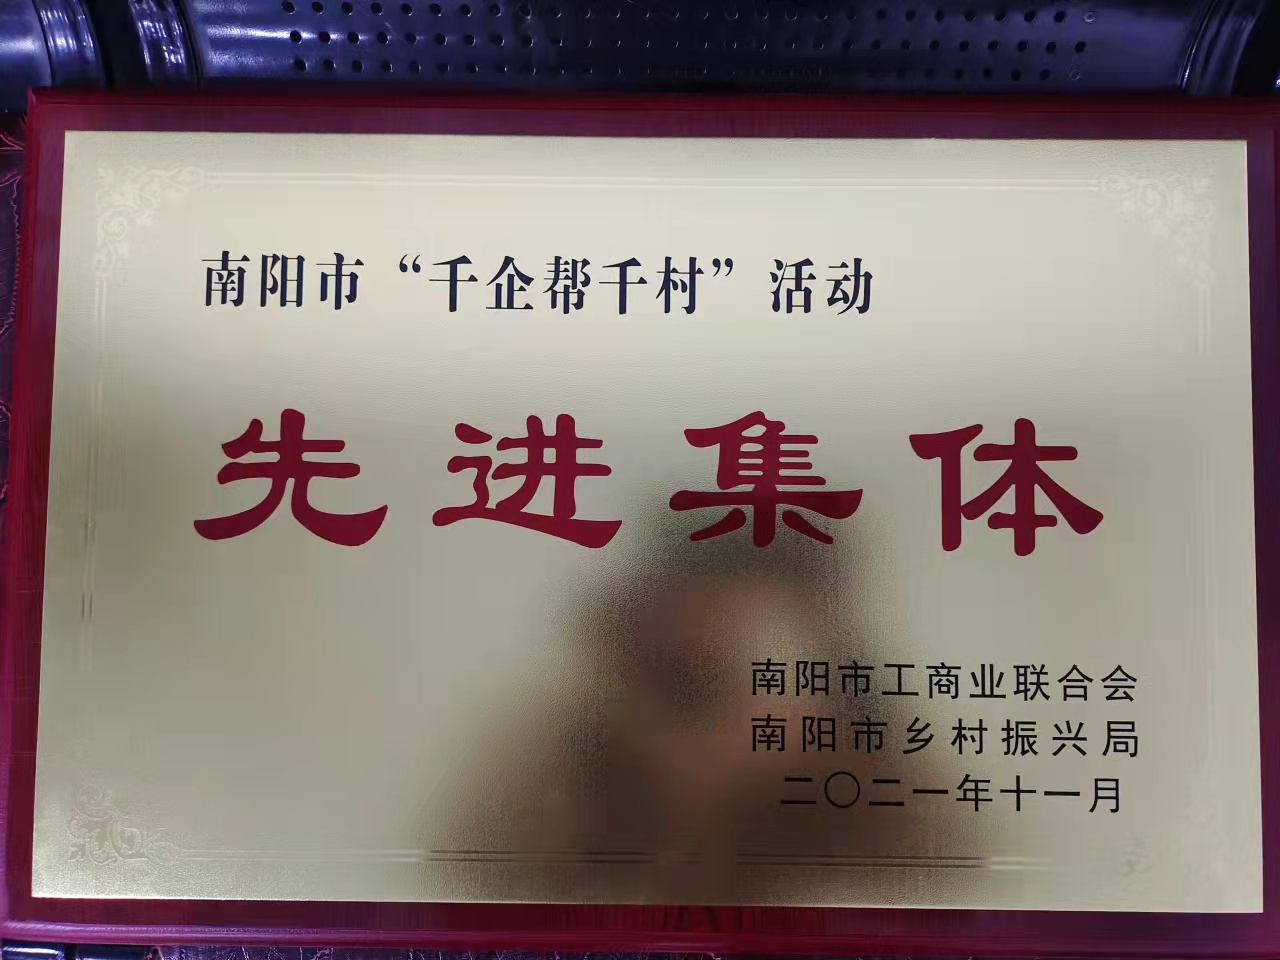 南阳市“千企帮千村”活动
先进集体
南阳市工商业联合会
南阳市乡村振兴局
二〇二一年十一月